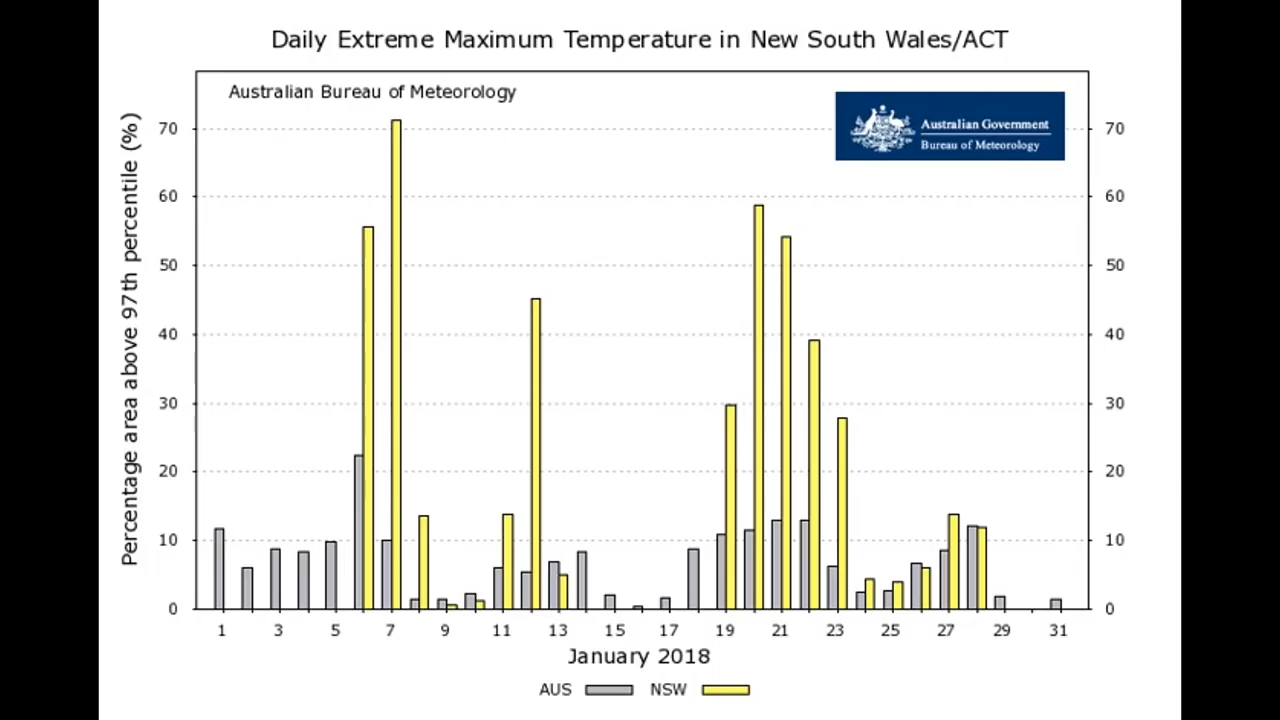 Daily Extreme Maximum Temperature in New South Wales/ACT
Australian Bureau of Meteorology
Australian Government
Bureau of Meteorology
Percentage area above 97th percentile (%)
70
60
50
40
30
20
10
0
70
60
50
40
30
20
10
0
1 3 5 7 9 11 13 15 17 19 21 23 25 27 29 31
January 2018
AUS NSW